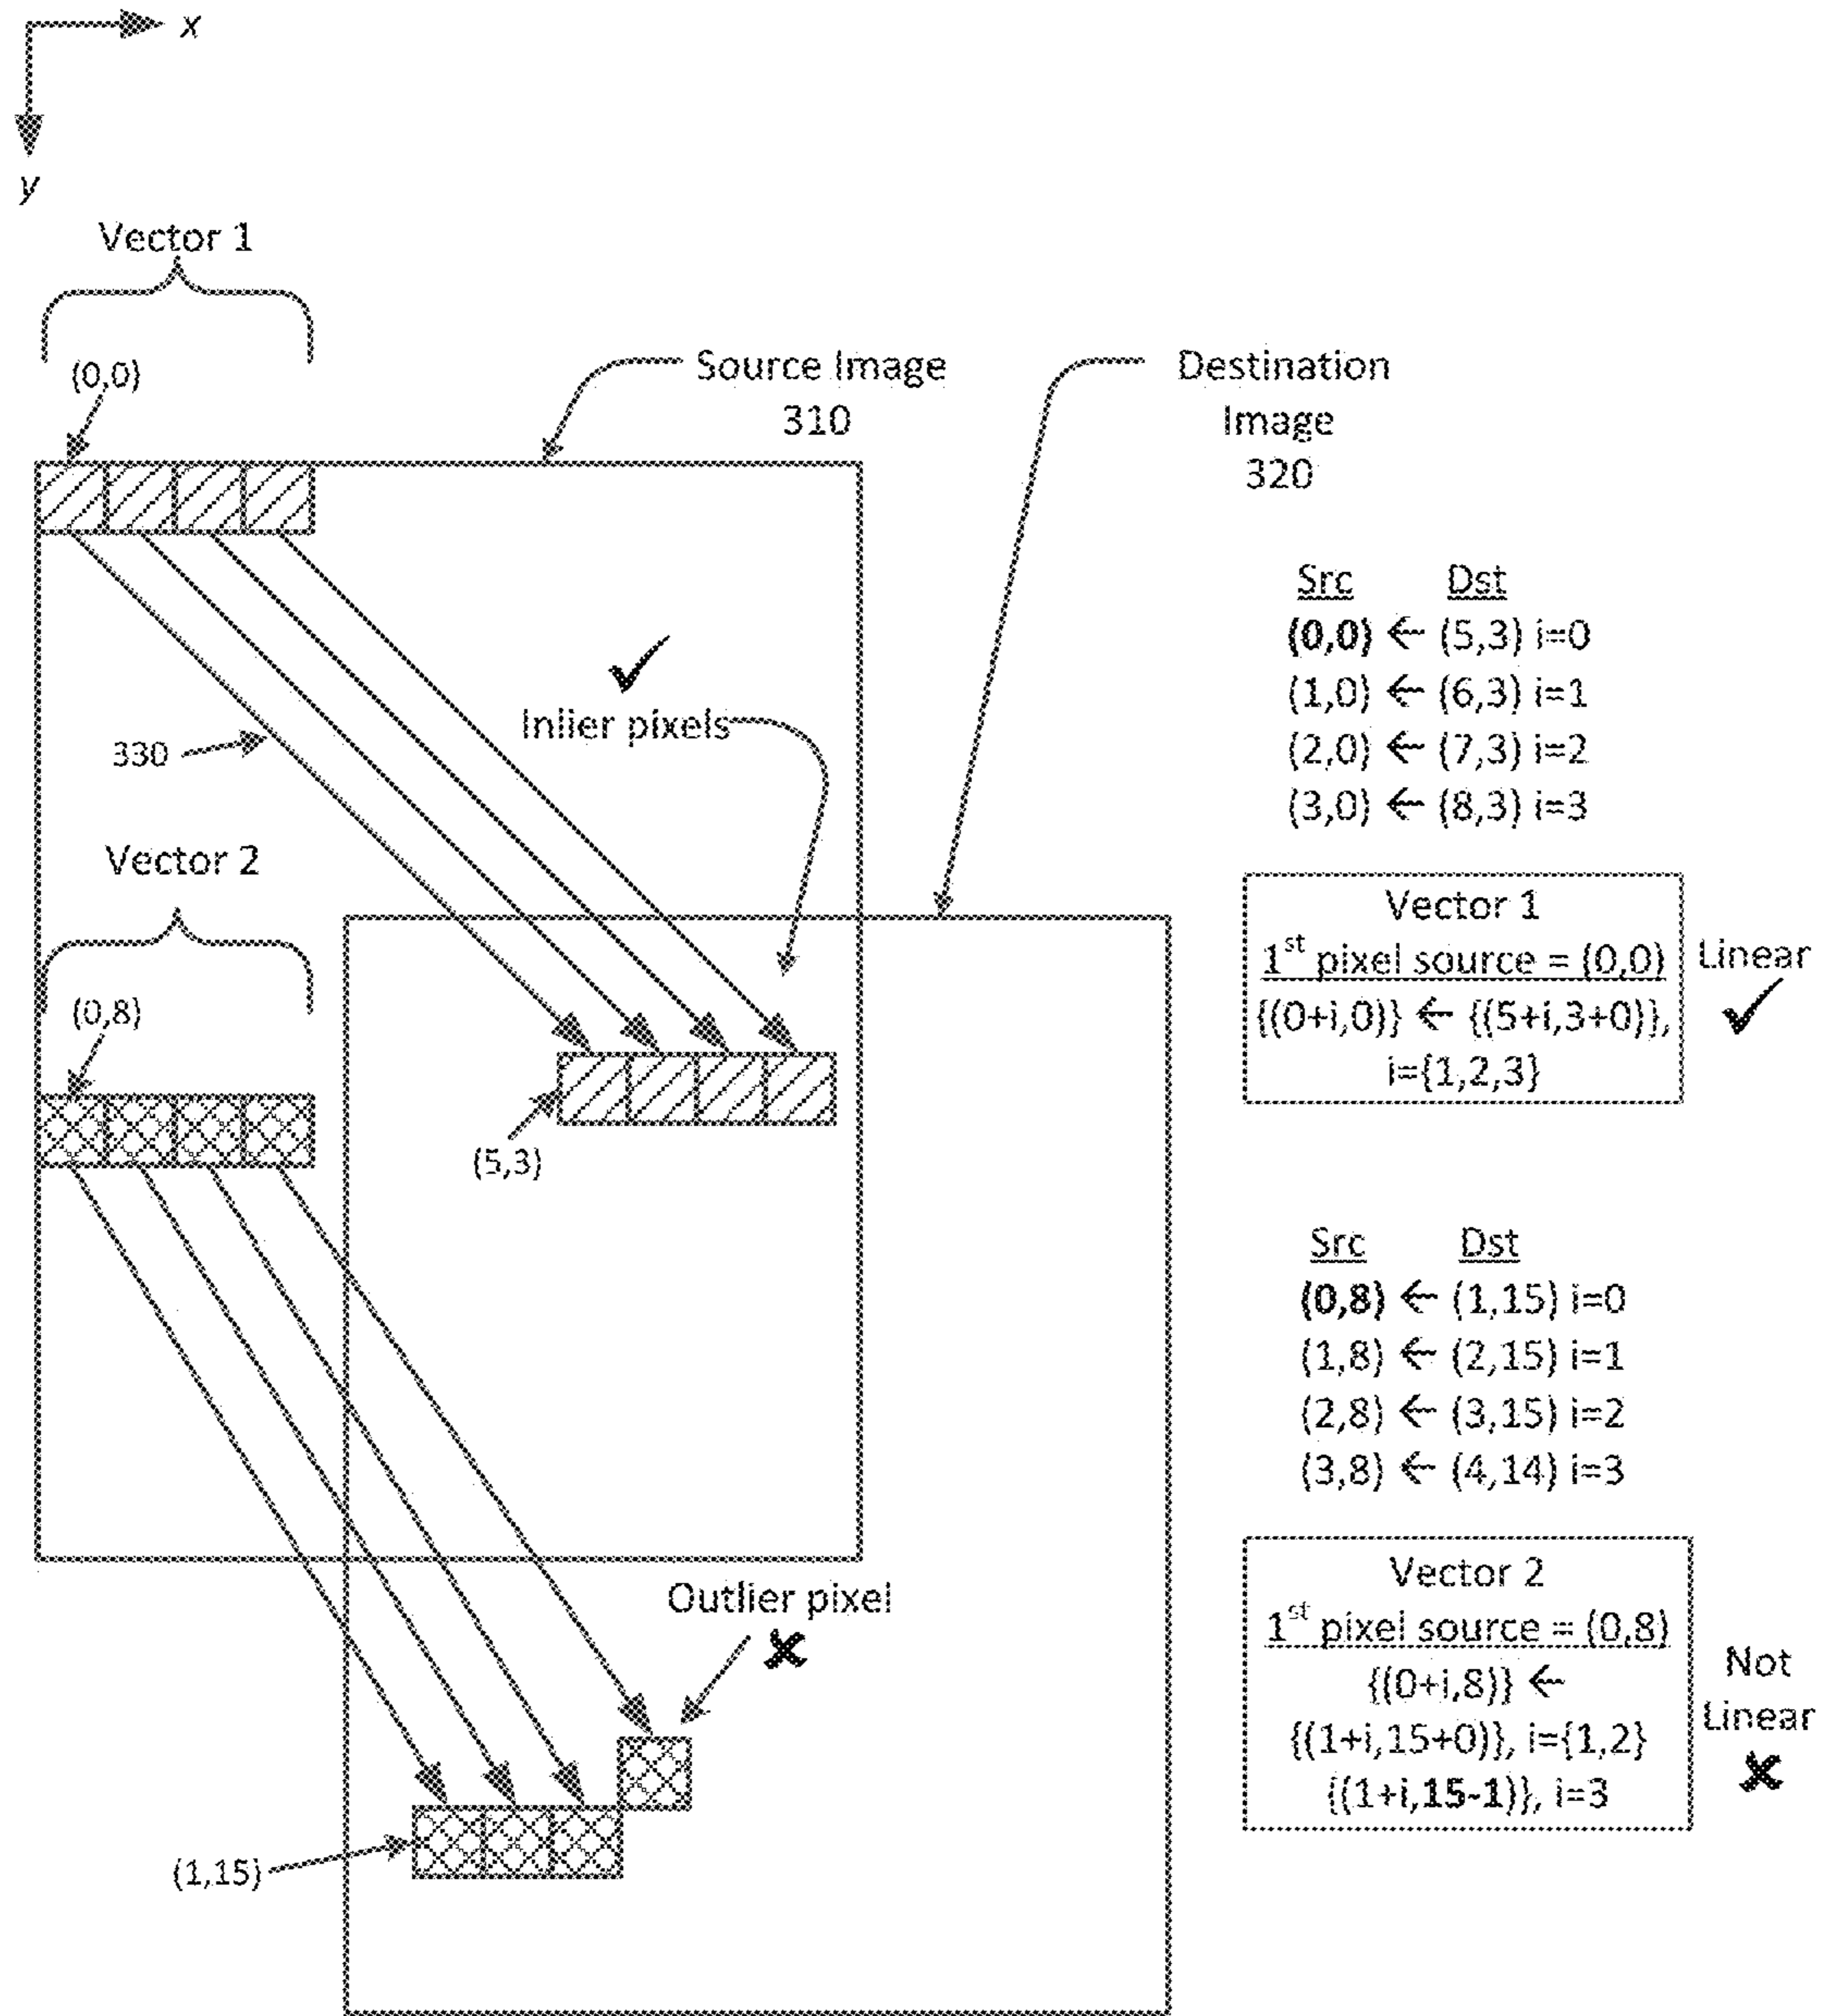 x
y
Vector 1
(0,0)
Source Image
310
Destination
Image
320
Src Dst
(0,0) ← (5,3) i=0
(1,0) ← (6,3) i=1
(2,0) ← (7,3) i=2
(3,0) ← (8,3) i=3
Inlier pixels
330
Vector 2
(0,8)
(5,3)
Vector 1
1st pixel source = (0,0)
{(0+i,0)} ← {(5+i,3+0)},
i={1,2,3}
Linear
Src Dst
(0,8) ← (1,15) i=0
(1,8) ← (2,15) i=1
(2,8) ← (3,15) i=2
(3,8) ← (4,14) i=3
Outlier pixel
(1,15)
Vector 2
1st pixel source = (0,8)
{(0+i,8)} ←
{(1+i,15+0)}, i={1,2}
{(1+i,15-1)}, i=3
Not
Linear